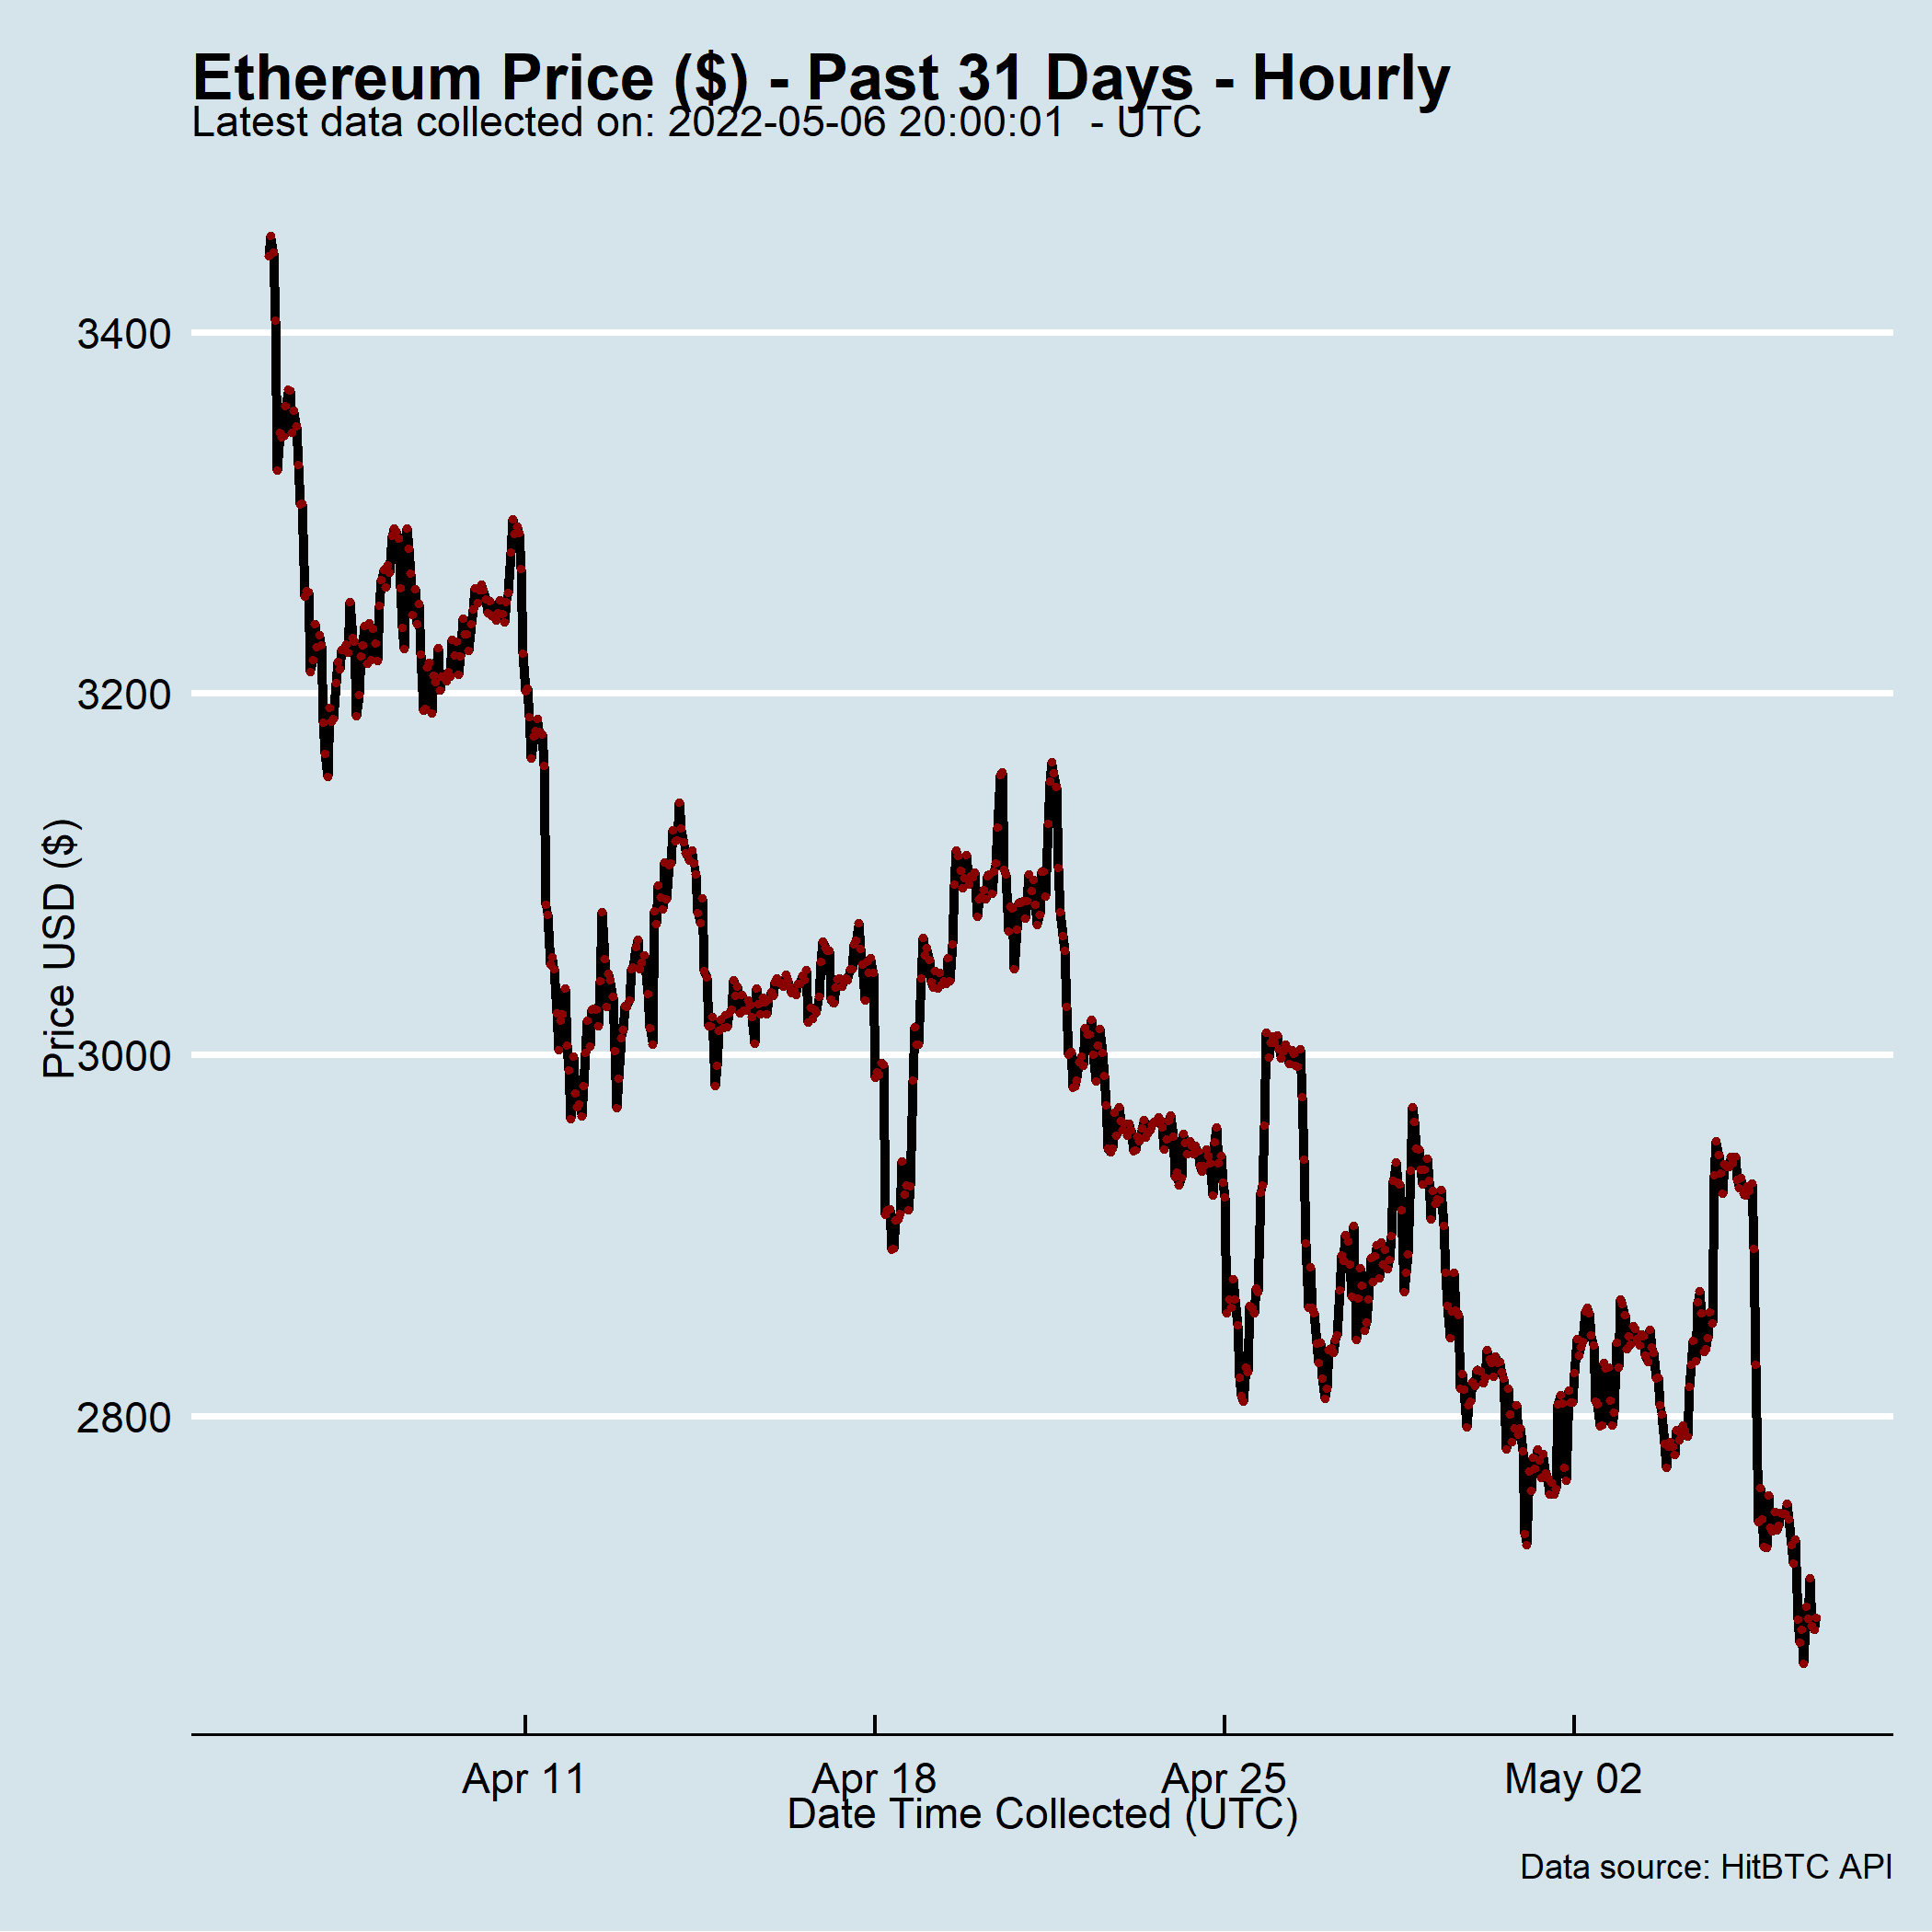 Ethereum Price ($) - Past 31 Days - Hourly
Latest data collected on: 2022-05-06 20:00:01  - UTC
3400
3200
3000
2800
Price USD ($)
Apr 11
Apr 18
Apr 25
May 02
Date Time Collected (UTC)
Data source: HitBTC API